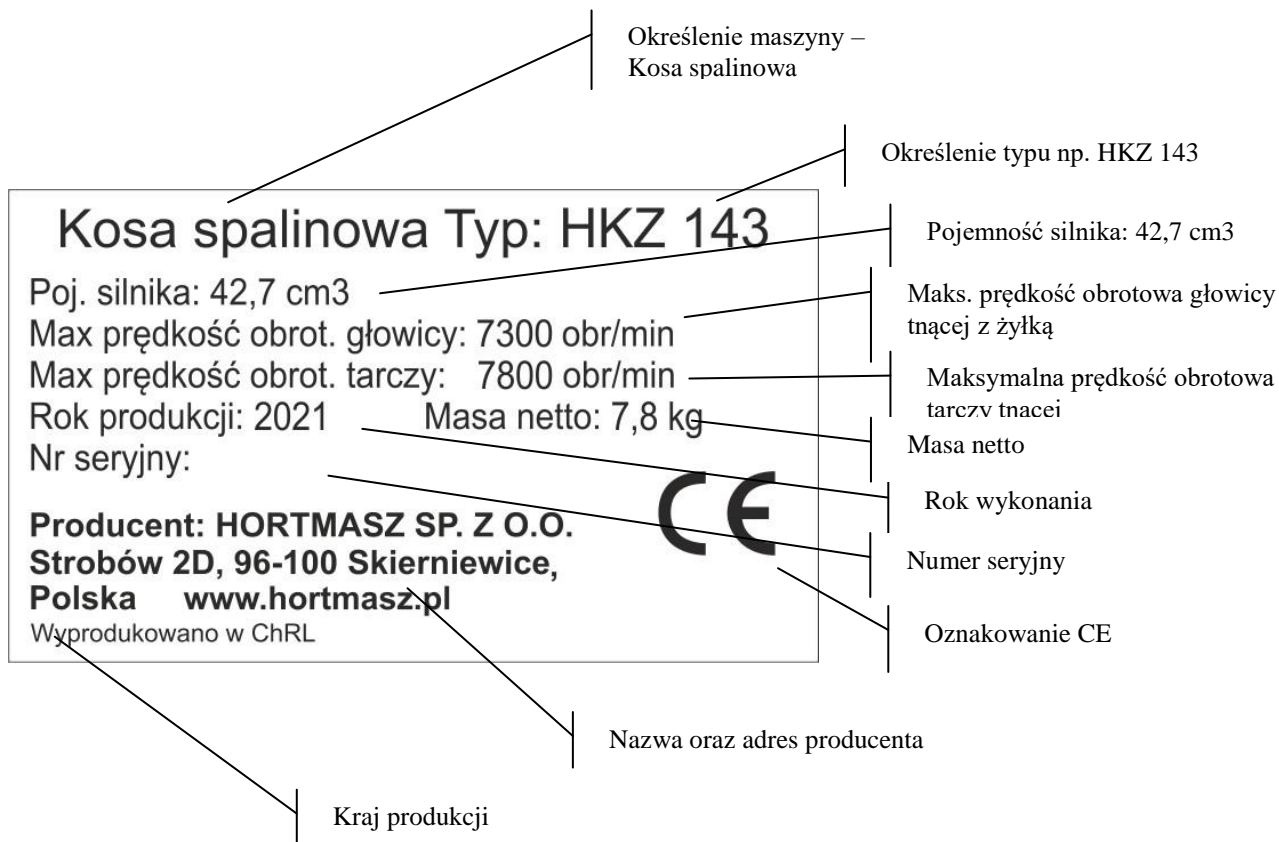 Określenie maszyny –
Kosa spalinowa
Określenie typu np. HKZ 143
Kosa spalinowa Typ: HKZ 143
Poj. silnika: 42,7 cm3
Max prędkość obrot. głowicy: 7300 obr/min
Max prędkość obrot. tarczy: 7800 obr/min
Rok produkcji: 2021 Masa netto: 7,8 kg
Nr seryjny:
Producent: HORTMASZ SP. Z O.O.
Strobów 2D, 96-100 Skierniewice,
Polska www.hortmasz.pl
Wyprodukowano w ChRL
CE
Pojemność silnika: 42,7 cm3
Maks. prędkość obrotowa głowicy
tnącej z żyłką
Maksymalna prędkość obrotowa
tarczy tnącej
Masa netto
Rok wykonania
Numer seryjny
Oznakowanie CE
Nazwa oraz adres producenta
Kraj produkcji